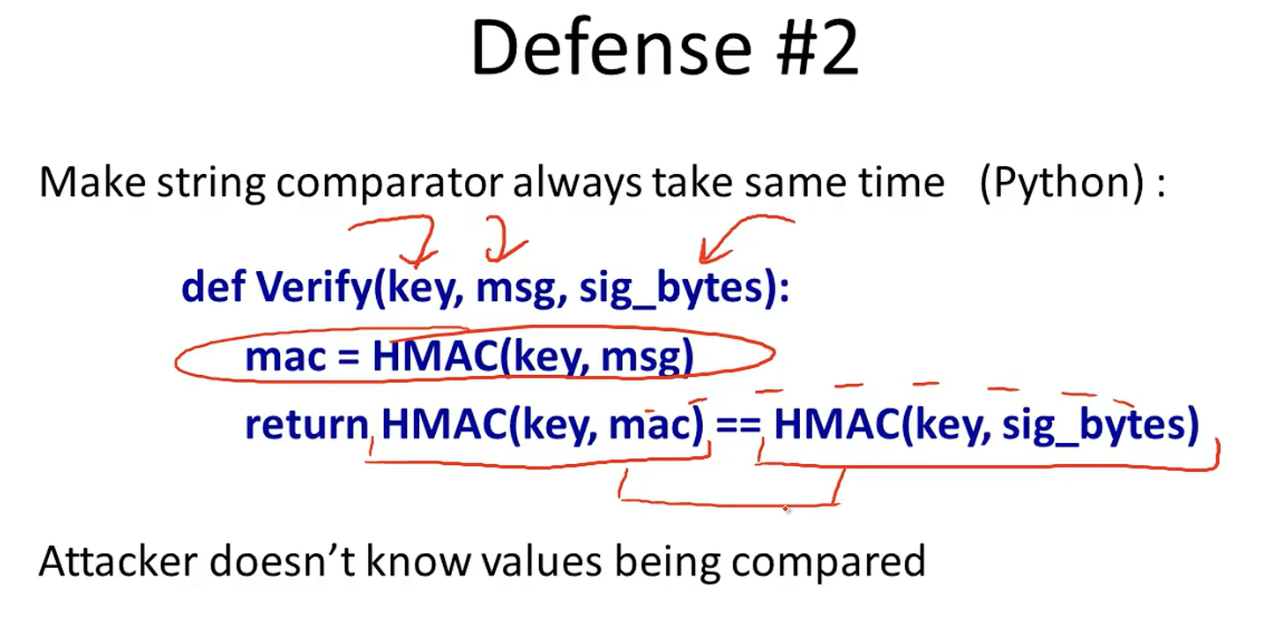 Defense #2
Make string comparator always take same time (Python) :
def Verify(key, msg, sig_bytes):
mac = HMAC(key, msg)
return HMAC(key, mac) == HMAC(key, sig_bytes)
Attacker doesn’t know values being compared